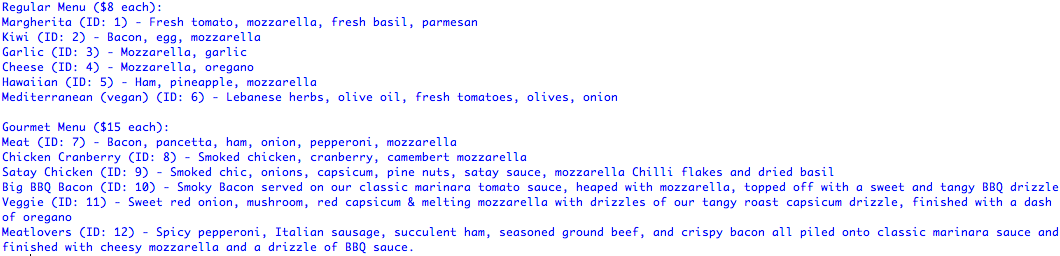 Regular Menu ($8 each):
Margherita (ID: 1) - Fresh tomato, mozzarella, fresh basil, parmesan
Kiwi (ID: 2) - Bacon, egg, mozzarella
Garlic (ID: 3) - Mozzarella, garlic
Cheese (ID: 4) - Mozzarella, oregano
Hawaiian (ID: 5) - Ham, pineapple, mozzarella
Mediterranean (vegan) (ID: 6) - Lebanese herbs, olive oil, fresh tomatoes, olives, onion

Gourmet Menu ($15 each):
Meat (ID: 7) - Bacon, pancetta, ham, onion, pepperoni, mozzarella
Chicken Cranberry (ID: 8) - Smoked chicken, cranberry, camembert mozzarella
Satay Chicken (ID: 9) - Smoked chic, onions, capsicum, pine nuts, satay sauce, mozzarella Chilli flakes and dried basil
Big BBQ Bacon (ID: 10) - Smoky Bacon served on our classic marinara tomato sauce, heaped with mozzarella, topped off with a sweet and tangy BBQ drizzle
Veggie (ID: 11) - Sweet red onion, mushroom, red capsicum & melting mozzarella with drizzles of our tangy roast capsicum drizzle, finished with a dash
of oregano
Meatlovers (ID: 12) - Spicy pepperoni, Italian sausage, succulent ham, seasoned ground beef, and crispy bacon all piled onto classic marinara sauce and
finished with cheesy mozzarella and a drizzle of BBQ sauce.